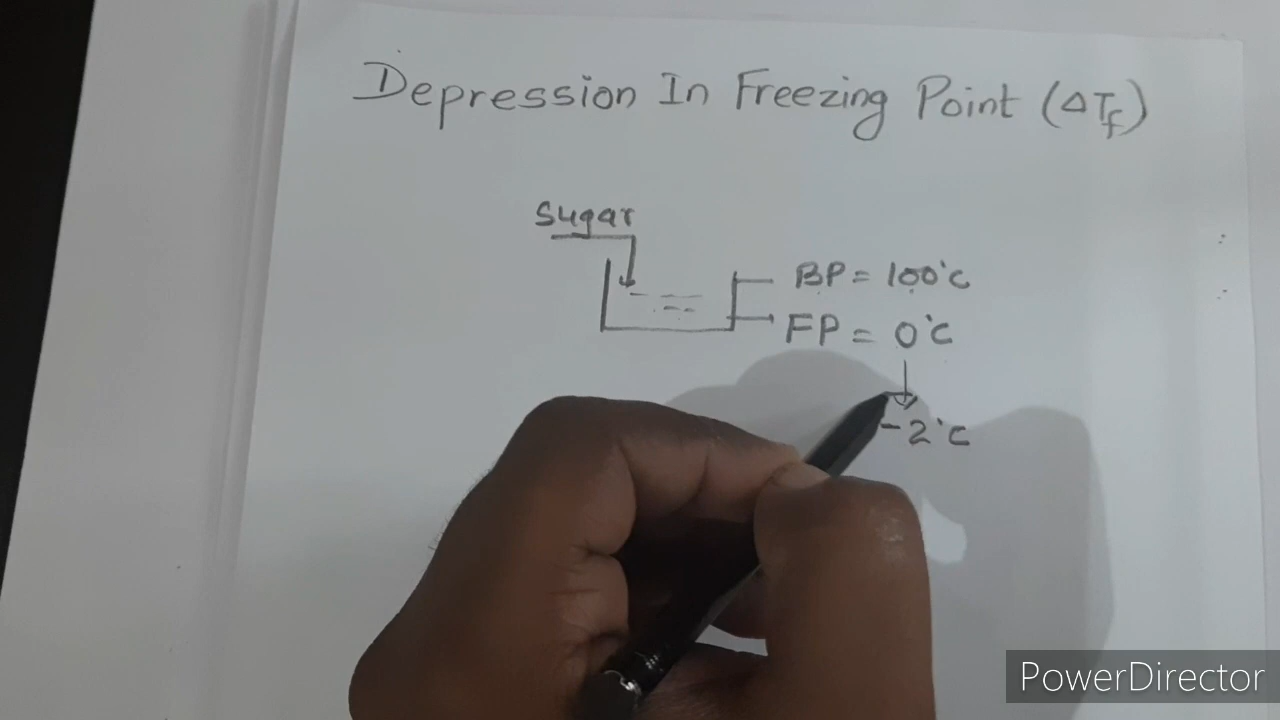 Depression In Freezing Point (ΔTf)
Sugar
BP = 100°C
FP = 0°C
-2°C
PowerDirector